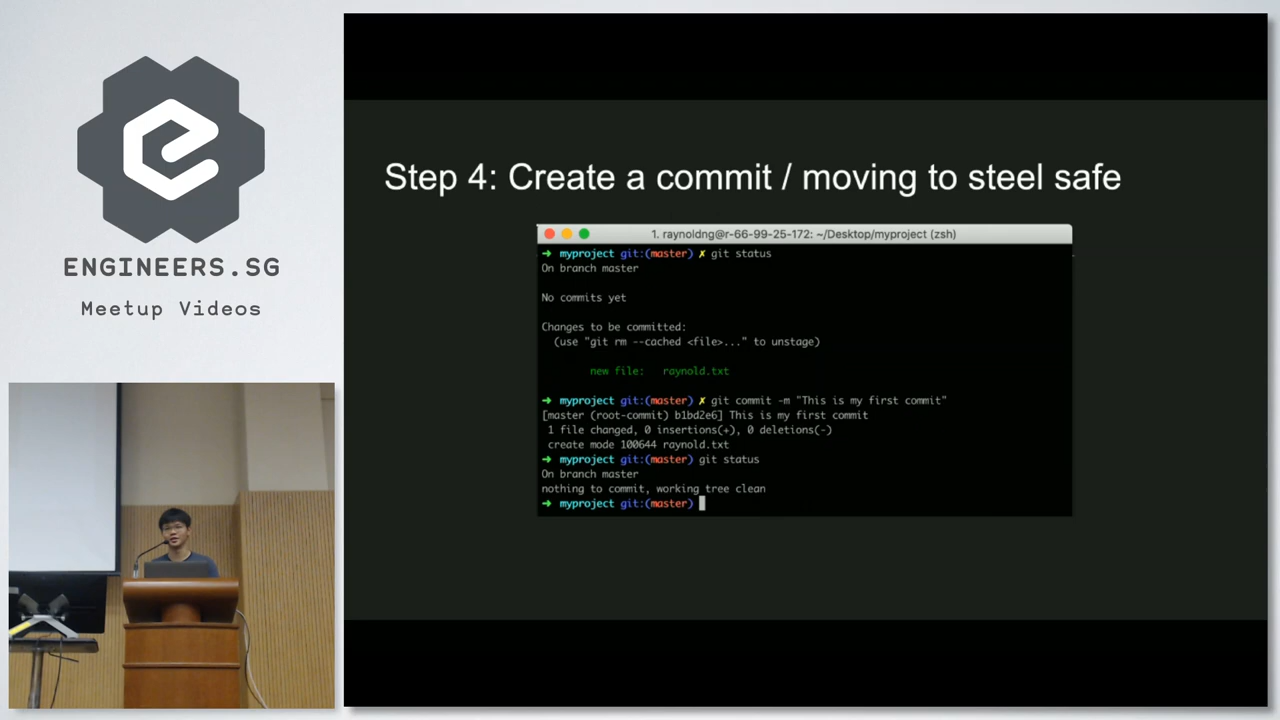 ENGINEERS.SG
Meetup Videos
Step 4: Create a commit / moving to steel safe
1. raynoldng@r-66-99-25-172: ~/Desktop/myproject (zsh)
➜ myproject git:(master) ✗ git status
On branch master
No commits yet
Changes to be committed:
(use "git rm --cached <file>..." to unstage)
new file: raynold.txt
➜ myproject git:(master) ✗ git commit -m "This is my first commit"
[master (root-commit) b1bd2e6] This is my first commit
1 file changed, 0 insertions(+), 0 deletions(-)
create mode 100644 raynold.txt
➜ myproject git:(master) git status
On branch master
nothing to commit, working tree clean
➜ myproject git:(master)